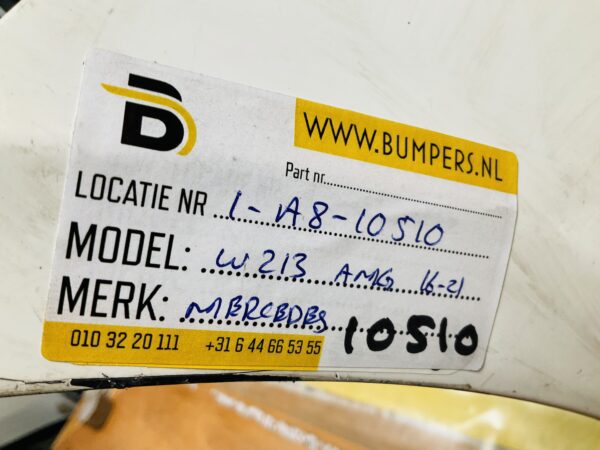 B
WWW.BUMPERS.NL
Part nr.
LOCATIE NR 1-A8-10510
MODEL: W213 AMG 16-21
MERK: MERCEDES 10510
010 32 20 111 +31 6 44 66 53 55